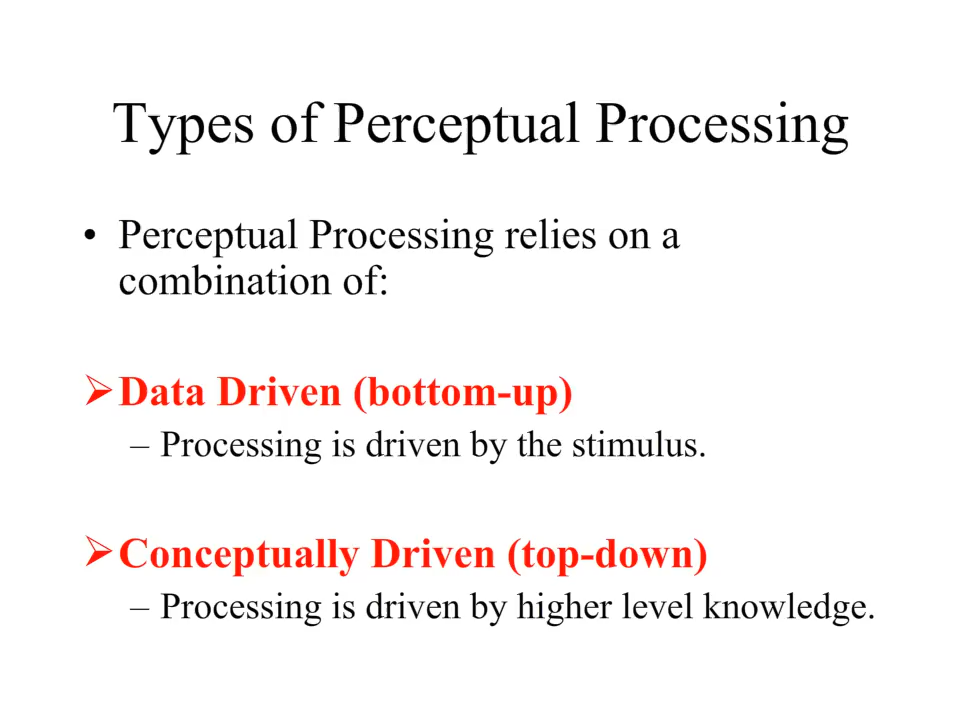 Types of Perceptual Processing
• Perceptual Processing relies on a
combination of:
➢ Data Driven (bottom-up)
– Processing is driven by the stimulus.
➢ Conceptually Driven (top-down)
– Processing is driven by higher level knowledge.